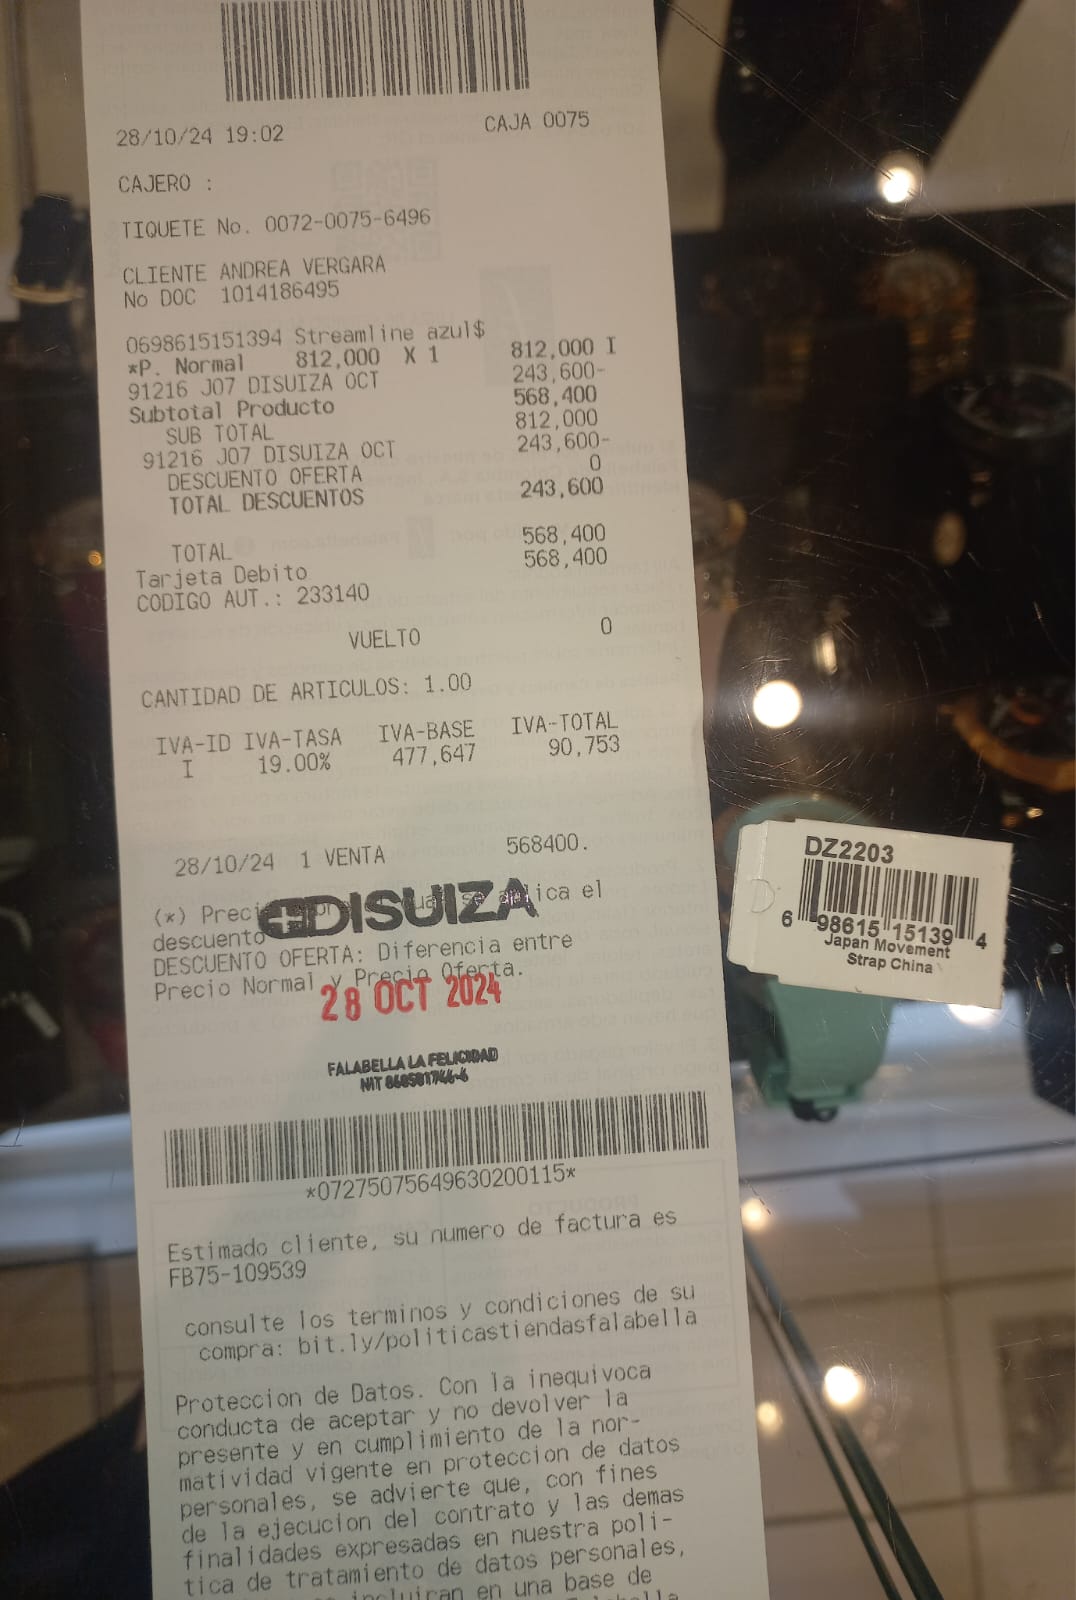 28/10/24 19:02 CAJA 0075
CAJERO :
TIQUETE No. 0072-0075-6496
CLIENTE ANDREA VERGARA
No DOC 1014186495
0698615151394 Streamline azul$
*P. Normal 812,000 X 1 812,000 I
91216 J07 DISUIZA OCT 243,600-
Subtotal Producto 568,400
SUB TOTAL 812,000
91216 J07 DISUIZA OCT 243,600-
DESCUENTO OFERTA 0
TOTAL DESCUENTOS 243,600
TOTAL 568,400
Tarjeta Debito 568,400
CODIGO AUT.: 233140
VUELTO 0
CANTIDAD DE ARTICULOS: 1.00
IVA-ID IVA-TASA IVA-BASE IVA-TOTAL
I 19.00% 477,647 90,753
28/10/24 1 VENTA 568400.
(*) Preci aplica el
DISUIZA
descuento
DESCUENTO OFERTA: Diferencia entre
Precio Normal y Precio Oferta.
28 OCT 2024
FALABELLA LA FELICIDAD
NIT
*07275075649630200115*
Estimado cliente, su numero de factura es
FB75-109539
consulte los terminos y condiciones de su
compra: bit.ly/politicastiendasfalabella
Proteccion de Datos. Con la inequivoca
conducta de aceptar y no devolver la
presente y en cumplimiento de la nor-
matividad vigente en proteccion de datos
personales, se advierte que, con fines
de la ejecucion del contrato y las demas
finalidades expresadas en nuestra poli-
tica de tratamiento de datos personales,
incluiran en una base de
DZ2203
6 98615 15139 4
Japan Movement
Strap China